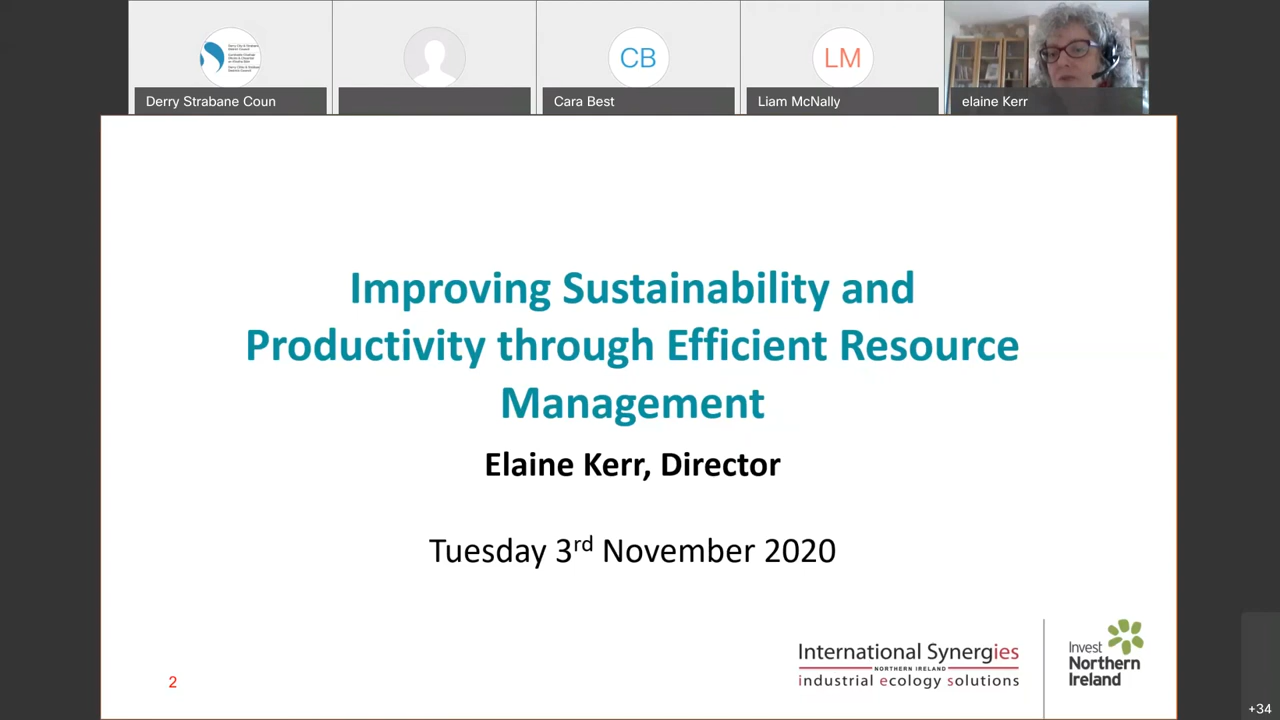 CB
LM
Derry Strabane Coun
Cara Best
Liam McNally
elaine Kerr
Improving Sustainability and
Productivity through Efficient Resource
Management
Elaine Kerr, Director
Tuesday 3rd November 2020
International Synergies
NORTHERN IRELAND
industrial ecology solutions
Invest
Northern
Ireland
2
+34